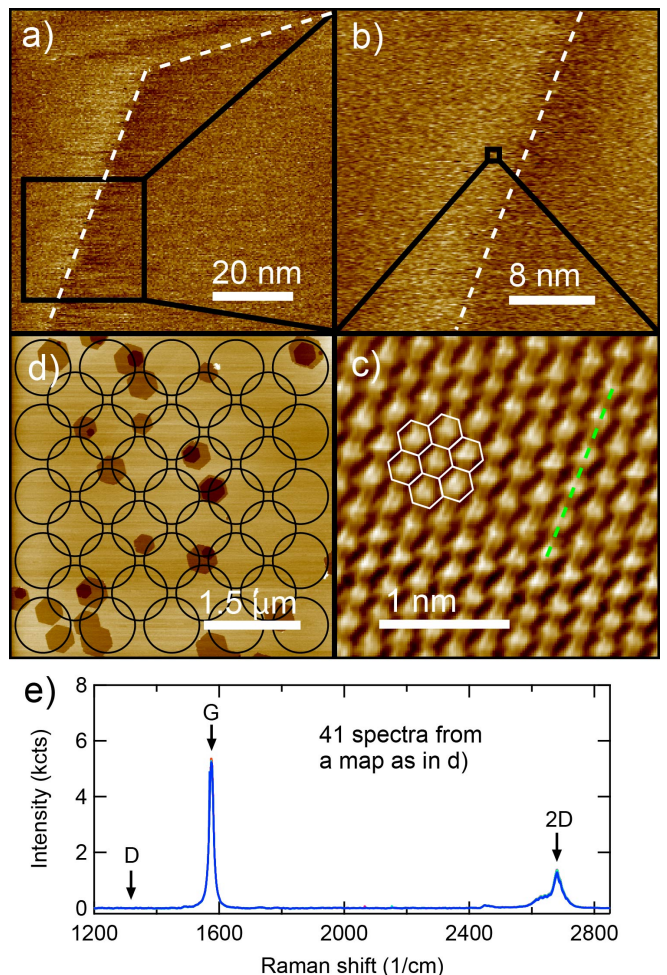 a)
20 nm
b)
8 nm
d)
1.5 µm
c)
1 nm
e)
8
6
4
2
0
Intensity (kcts)
G
41 spectra from
a map as in d)
D
2D
1200
1600
2000
2400
2800
Raman shift (1/cm)